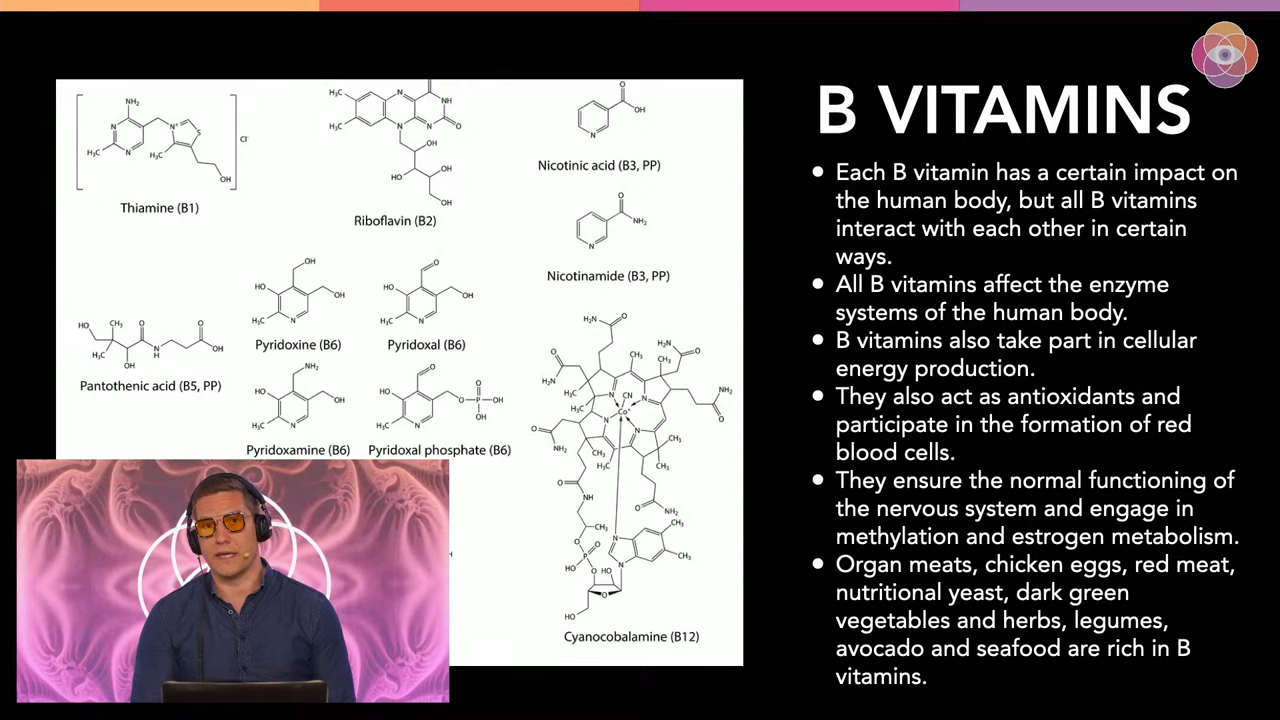 B VITAMINS
Each B vitamin has a certain impact on
the human body, but all B vitamins
interact with each other in certain
ways.
All B vitamins affect the enzyme
systems of the human body.
B vitamins also take part in cellular
energy production.
They also act as antioxidants and
participate in the formation of red
blood cells.
They ensure the normal functioning of
the nervous system and engage in
methylation and estrogen metabolism.
Organ meats, chicken eggs, red meat,
nutritional yeast, dark green
vegetables and herbs, legumes,
avocado and seafood are rich in B
vitamins.
Thiamine (B1)
Riboflavin (B2)
Nicotinic acid (B3, PP)
Nicotinamide (B3, PP)
Pantothenic acid (B5, PP)
Pyridoxine (B6)
Pyridoxal (B6)
Pyridoxamine (B6)
Pyridoxal phosphate (B6)
Cyanocobalamine (B12)